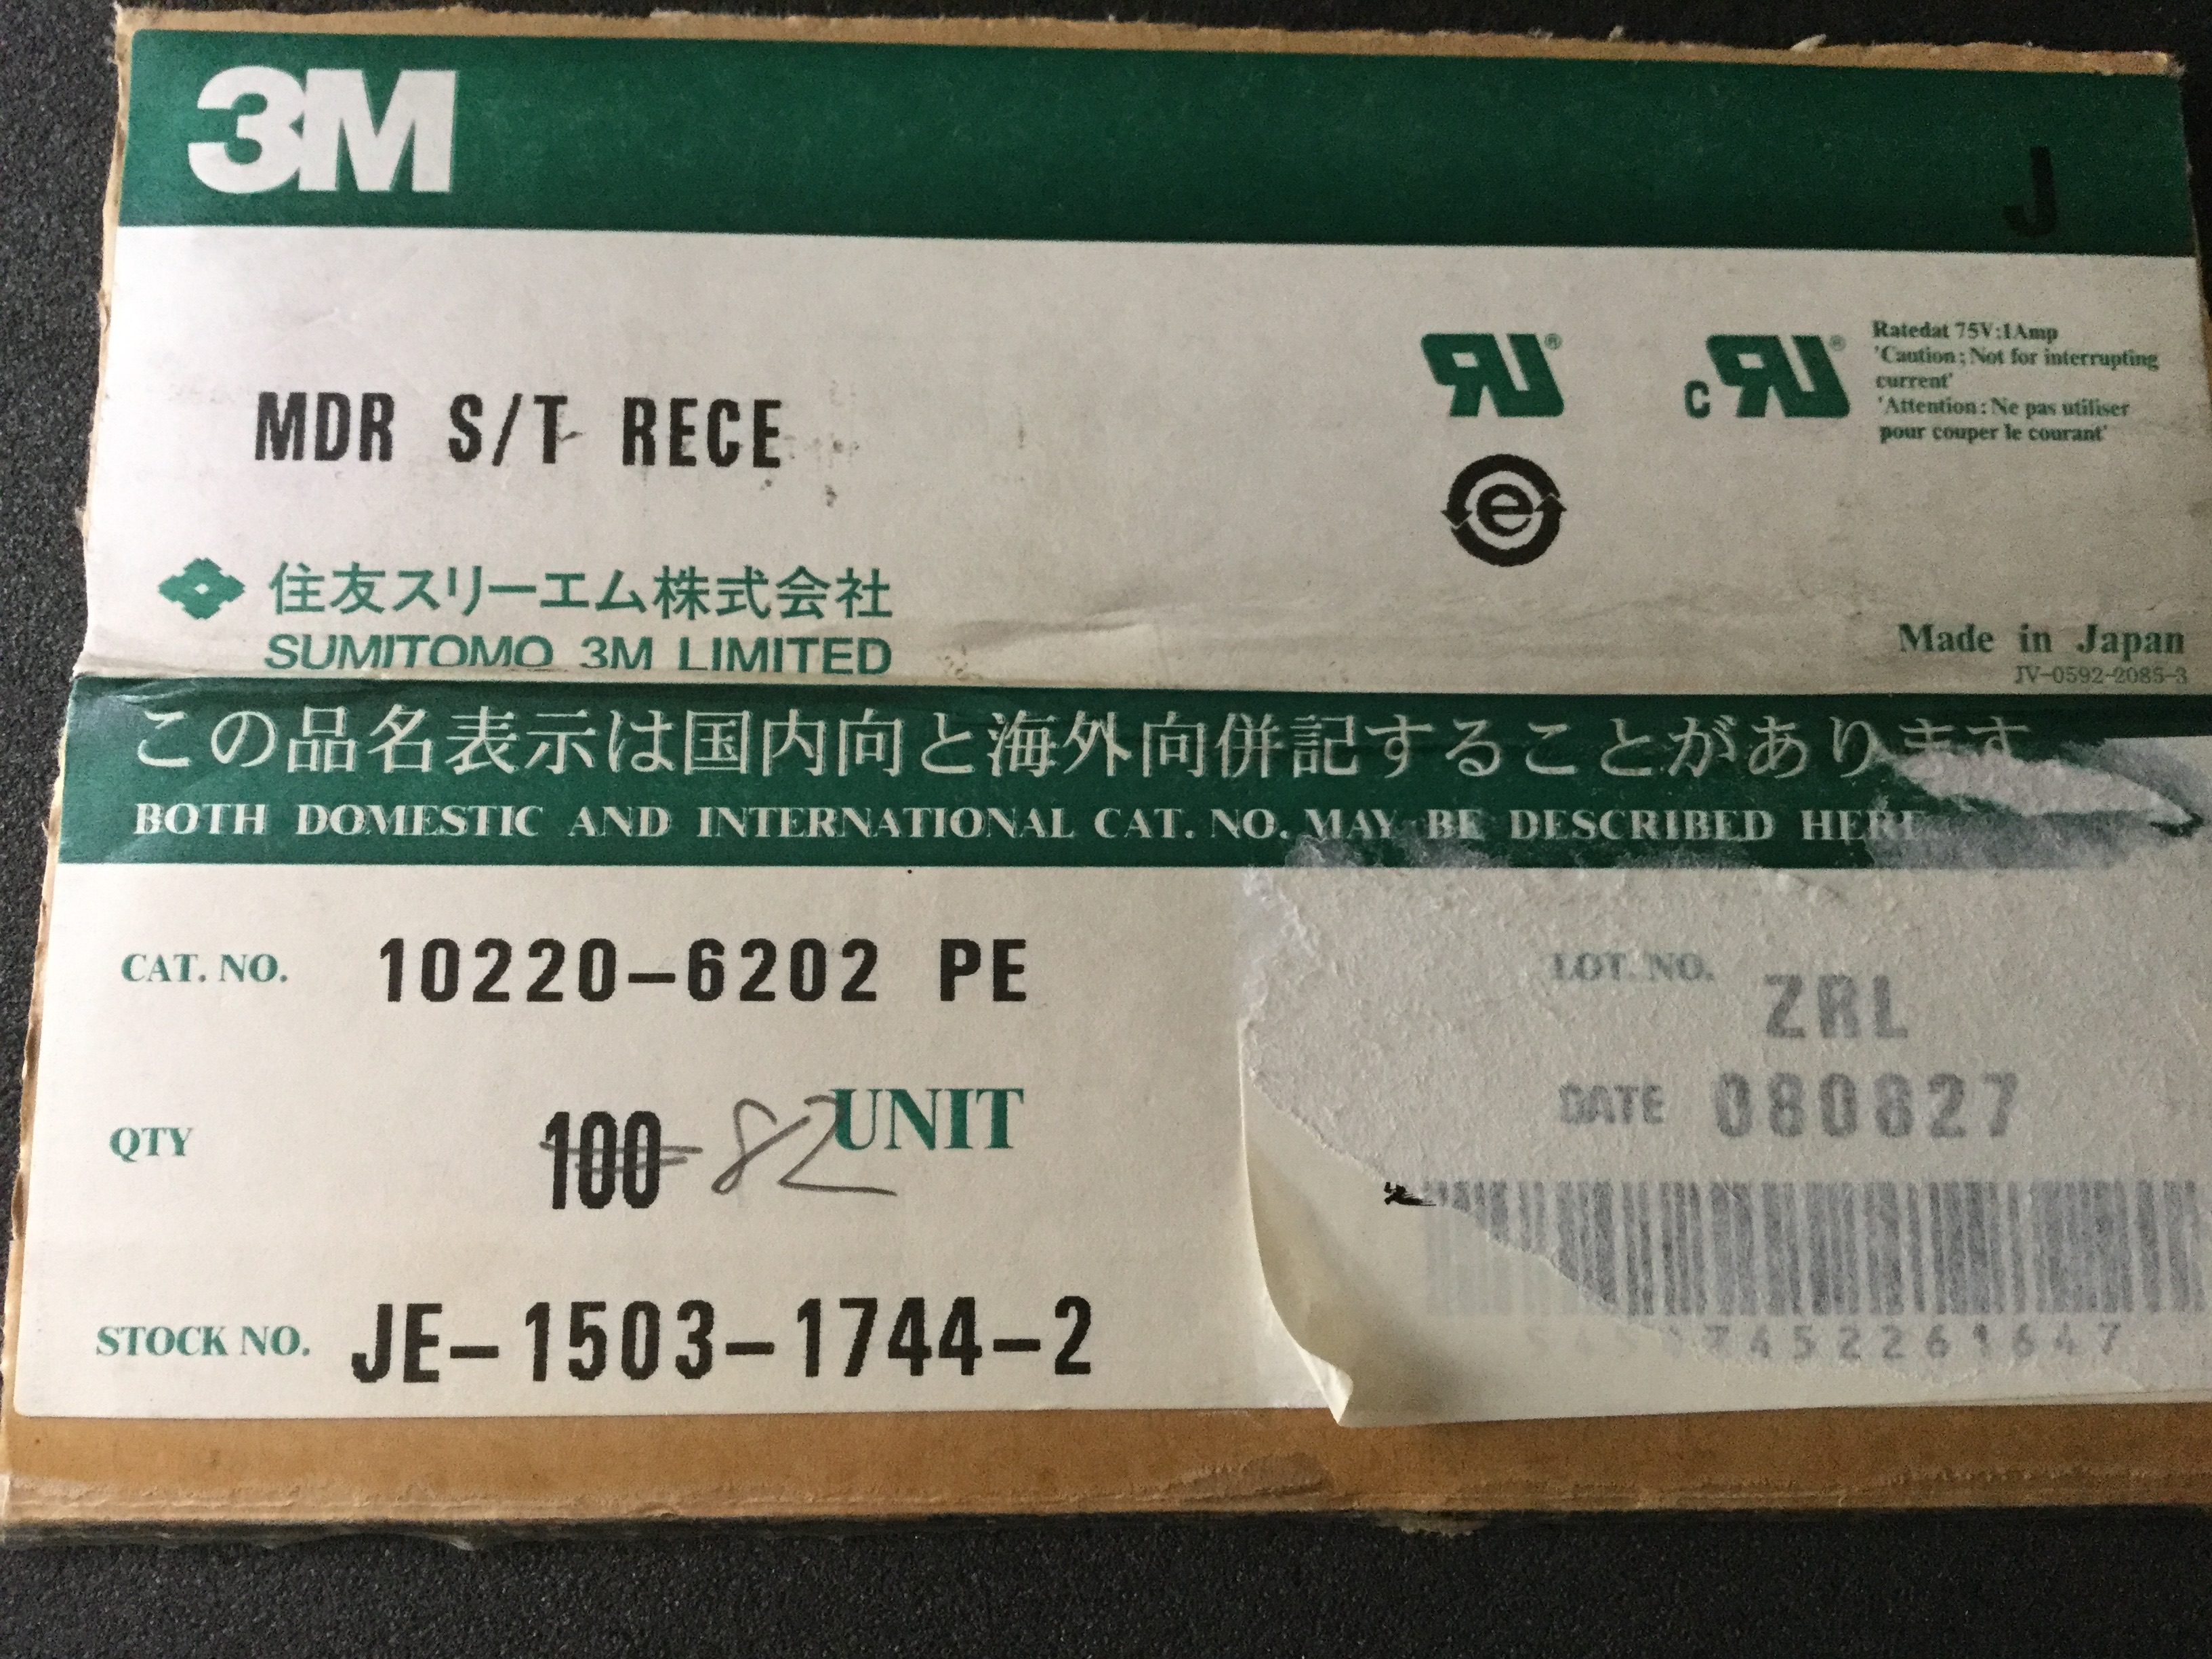 3M
J
MDR S/T RECE
Ratedat 75V:1Amp
'Caution; Not for interrupting
current'
'Attention: Ne pas utiliser
pour couper le courant'
c
e
住友スリーエム株式会社
SUMITOMO 3M LIMITED
Made in Japan
JV-0592-2085-3
この品名表示は国内向と海外向併記することがあります
BOTH DOMESTIC AND INTERNATIONAL CAT. NO. MAY BE DESCRIBED HERE
CAT. NO. 10220-6202 PE
LOT. NO. ZRL
DATE 080827
QTY 100 82 UNIT
STOCK NO. JE-1503-1744-2
7452261647